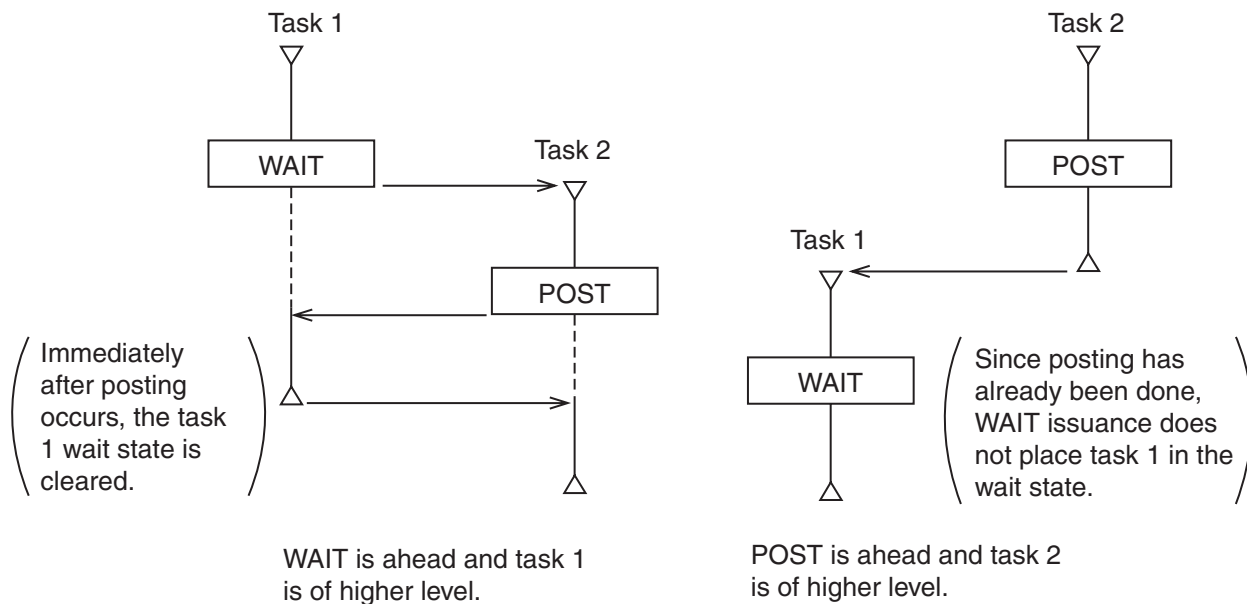 Task 1
WAIT
Task 2
POST
Immediately
after posting
occurs, the task
1 wait state is
cleared.
WAIT is ahead and task 1
is of higher level.
Task 2
POST
Task 1
WAIT
Since posting has
already been done,
WAIT issuance does
not place task 1 in the
wait state.
POST is ahead and task 2
is of higher level.